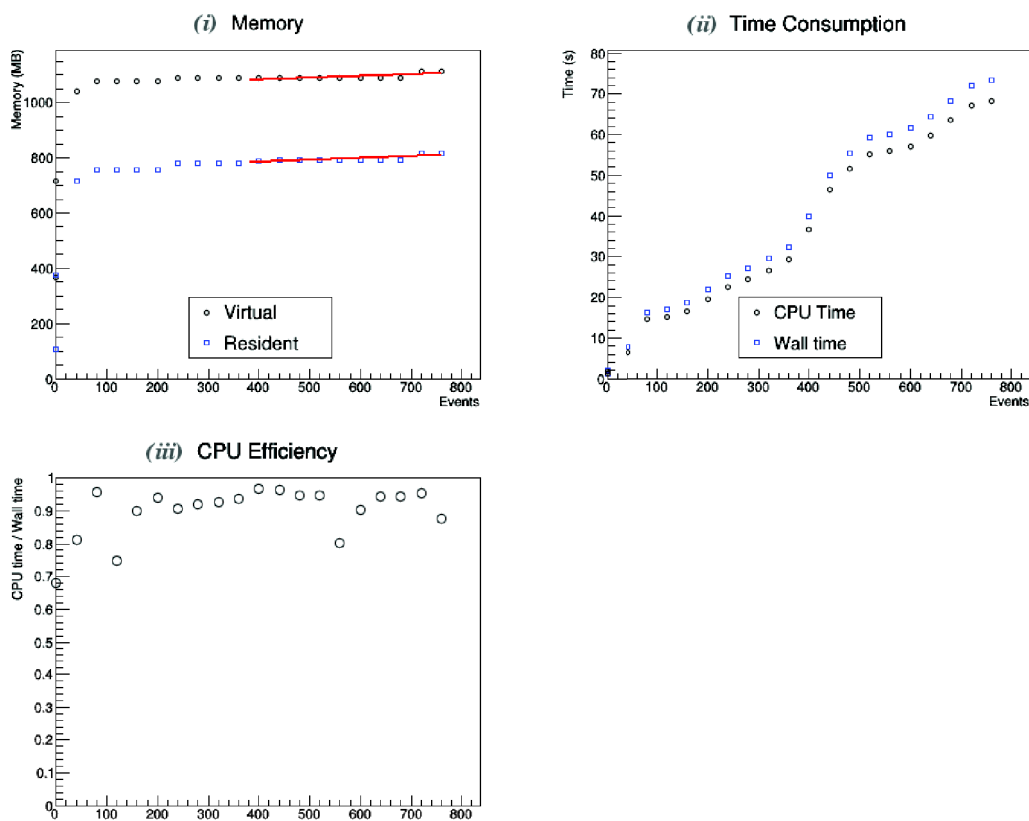 (i) Memory
Memory (MB)
1000
800
600
400
200
0
0 100 200 300 400 500 600 700 800
Events
Virtual
Resident
(ii) Time Consumption
Time (s)
80
70
60
50
40
30
20
10
0
0 100 200 300 400 500 600 700 800
Events
CPU Time
Wall time
(iii) CPU Efficiency
CPU time / Wall time
1
0.9
0.8
0.7
0.6
0.5
0.4
0.3
0.2
0.1
0
0 100 200 300 400 500 600 700 800